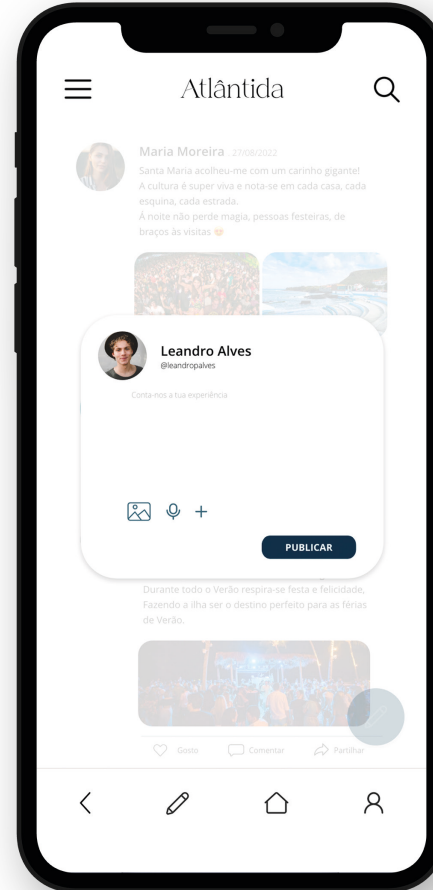 Atlântida
Maria Moreira - 27/08/2022
Santa Maria acolheu-me com um carinho gigante!
A cultura é super viva e nota-se em cada casa, cada
esquina, cada estrada.
Á noite não perde magia, pessoas festeiras, de
braços às visitas 😍
Leandro Alves
@leandropalves
Conta-nos a tua experiência
PUBLICAR
Durante todo o Verão respira-se festa e felicidade,
Fazendo a ilha ser o destino perfeito para as férias
de Verão.
Gosto Comentar Partilhar